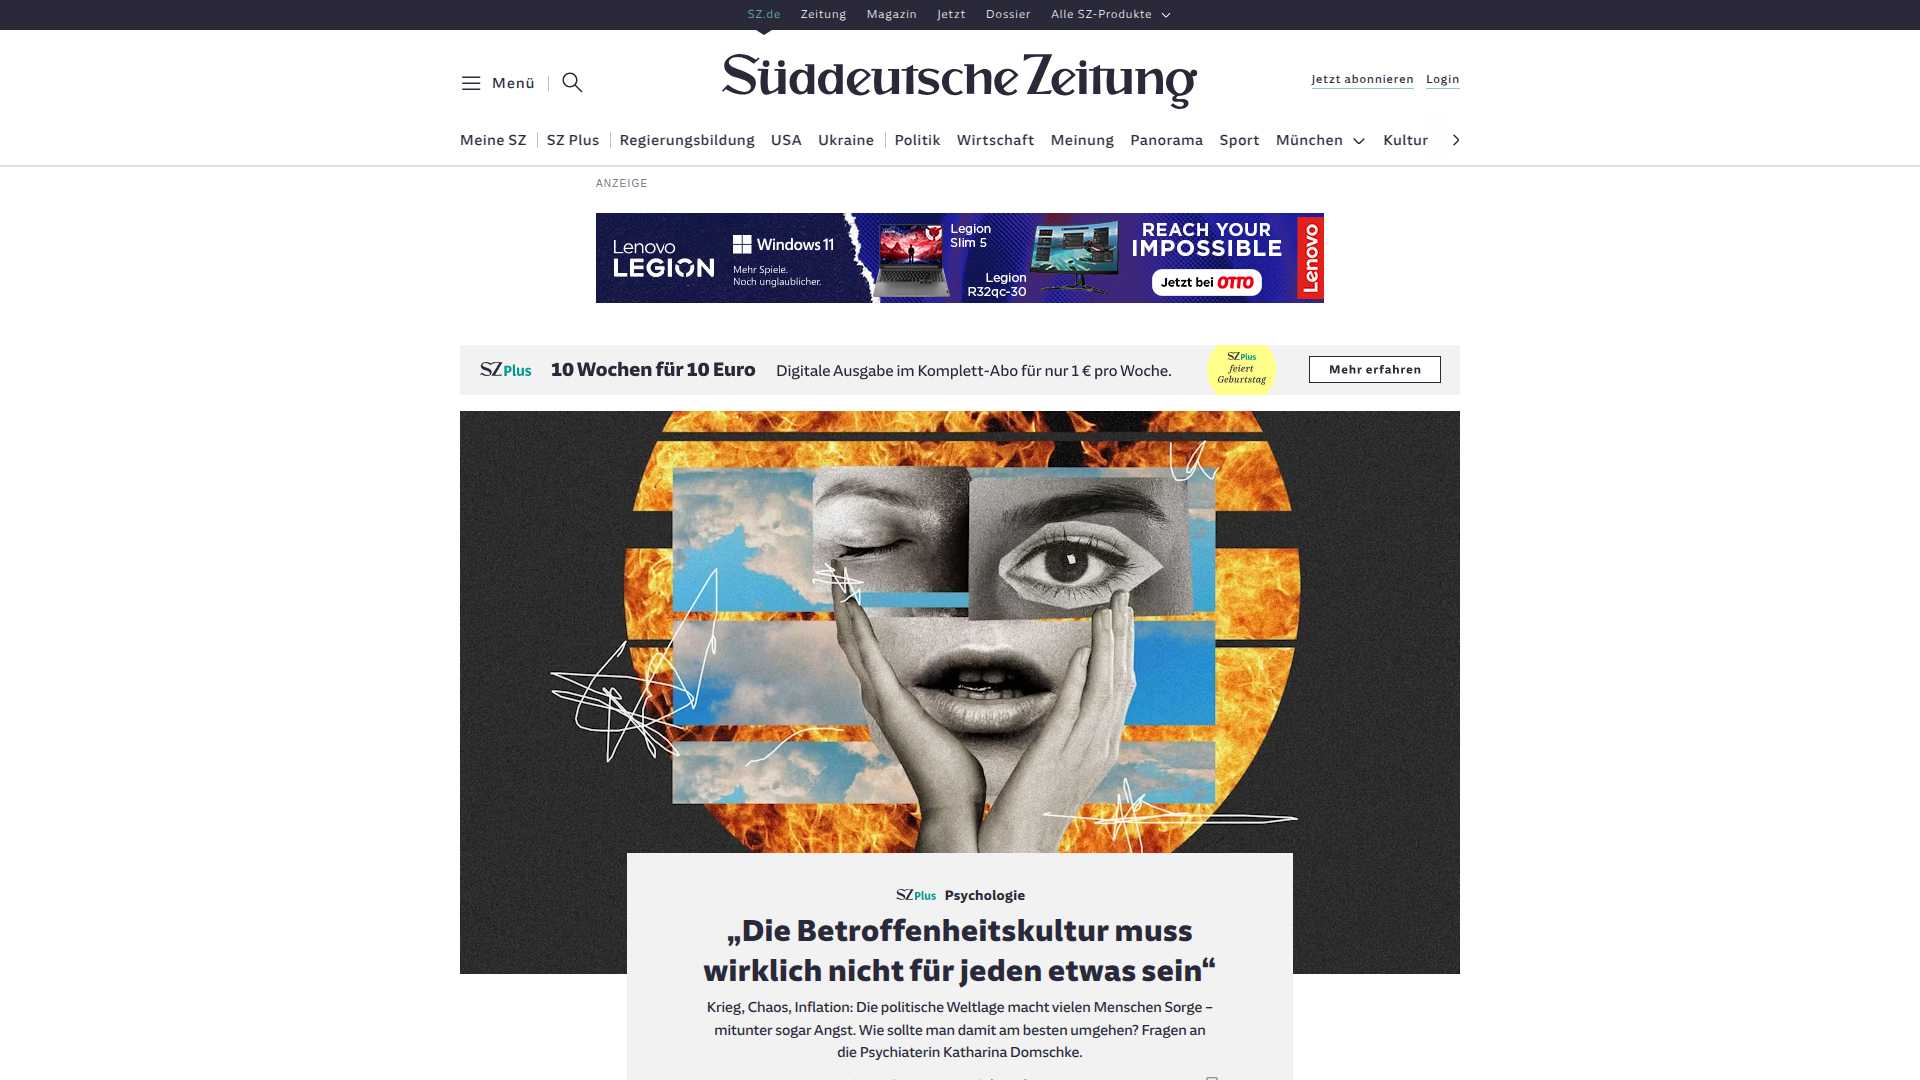 SZ.de Zeitung Magazin Jetzt Dossier Alle SZ-Produkte
Menü
Süddeutsche Zeitung
Jetzt abonnieren Login
Meine SZ SZ Plus Regierungsbildung USA Ukraine Politik Wirtschaft Meinung Panorama Sport München Kultur
ANZEIGE
Lenovo
LEGION
Windows 11
Mehr Spiele.
Noch unglaublicher.
Legion
Slim 5
Legion
R32qc-30
REACH YOUR
IMPOSSIBLE
Jetzt bei OTTO
Lenovo
SZ Plus 10 Wochen für 10 Euro Digitale Ausgabe im Komplett-Abo für nur 1 € pro Woche.
SZ Plus
feiert
Geburtstag
Mehr erfahren
SZ Plus Psychologie
„Die Betroffenheitskultur muss
wirklich nicht für jeden etwas sein“
Krieg, Chaos, Inflation: Die politische Weltlage macht vielen Menschen Sorge –
mitunter sogar Angst. Wie sollte man damit am besten umgehen? Fragen an
die Psychiaterin Katharina Domschke.